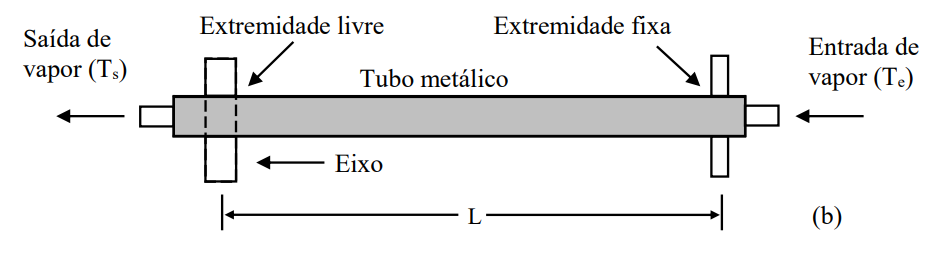 Saída de
vapor (Ts)
Extremidade livre
Extremidade fixa
Entrada de
vapor (Te)
Tubo metálico
Eixo
L
(b)